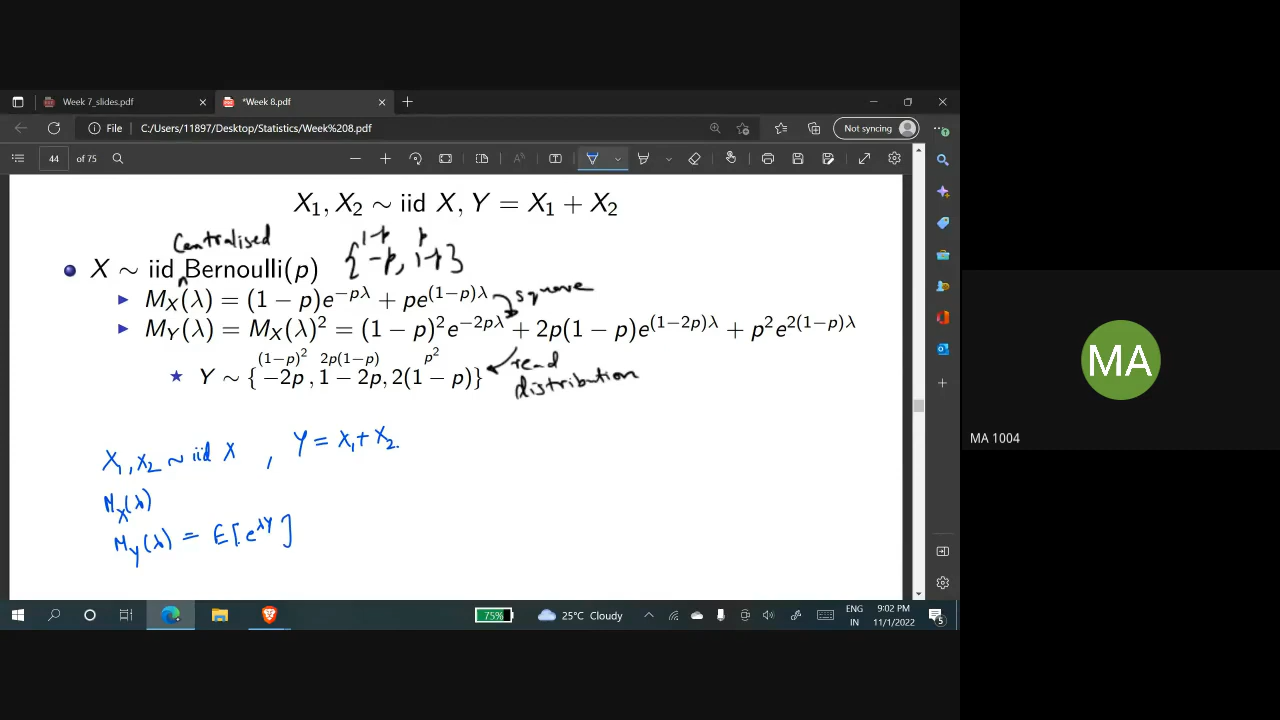 Week 7_slides.pdf
*Week 8.pdf
File C:/Users/11897/Desktop/Statistics/Week%208.pdf Not syncing
44 of 75
X₁, X₂ ∼ iid X, Y = X₁ + X₂
Centralised
1-p p
X ∼ iid ^ Bernoulli(p) {-p, 1-p}
M_X(λ) = (1 − p)e^{−pλ} + pe^{(1−p)λ} square
M_Y(λ) = M_X(λ)² = (1 − p)²e^{−2pλ} + 2p(1 − p)e^{(1−2p)λ} + p²e^{2(1−p)λ}
(1−p)² 2p(1−p) p²
Y ∼ { −2p , 1 − 2p, 2(1 − p)} read
distribution
X₁, X₂ ~ iid X , Y = X₁ + X₂.
M_X(λ)
M_Y(λ) = E[e^{λY}]
MA
MA 1004
75% 25°C Cloudy ENG 9:02 PM
IN 11/1/2022 5